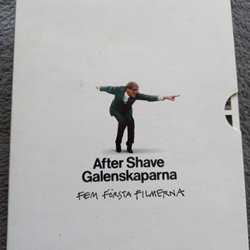 After Shave
Galenskaparna
FEM FÖRSTA FILMERNA